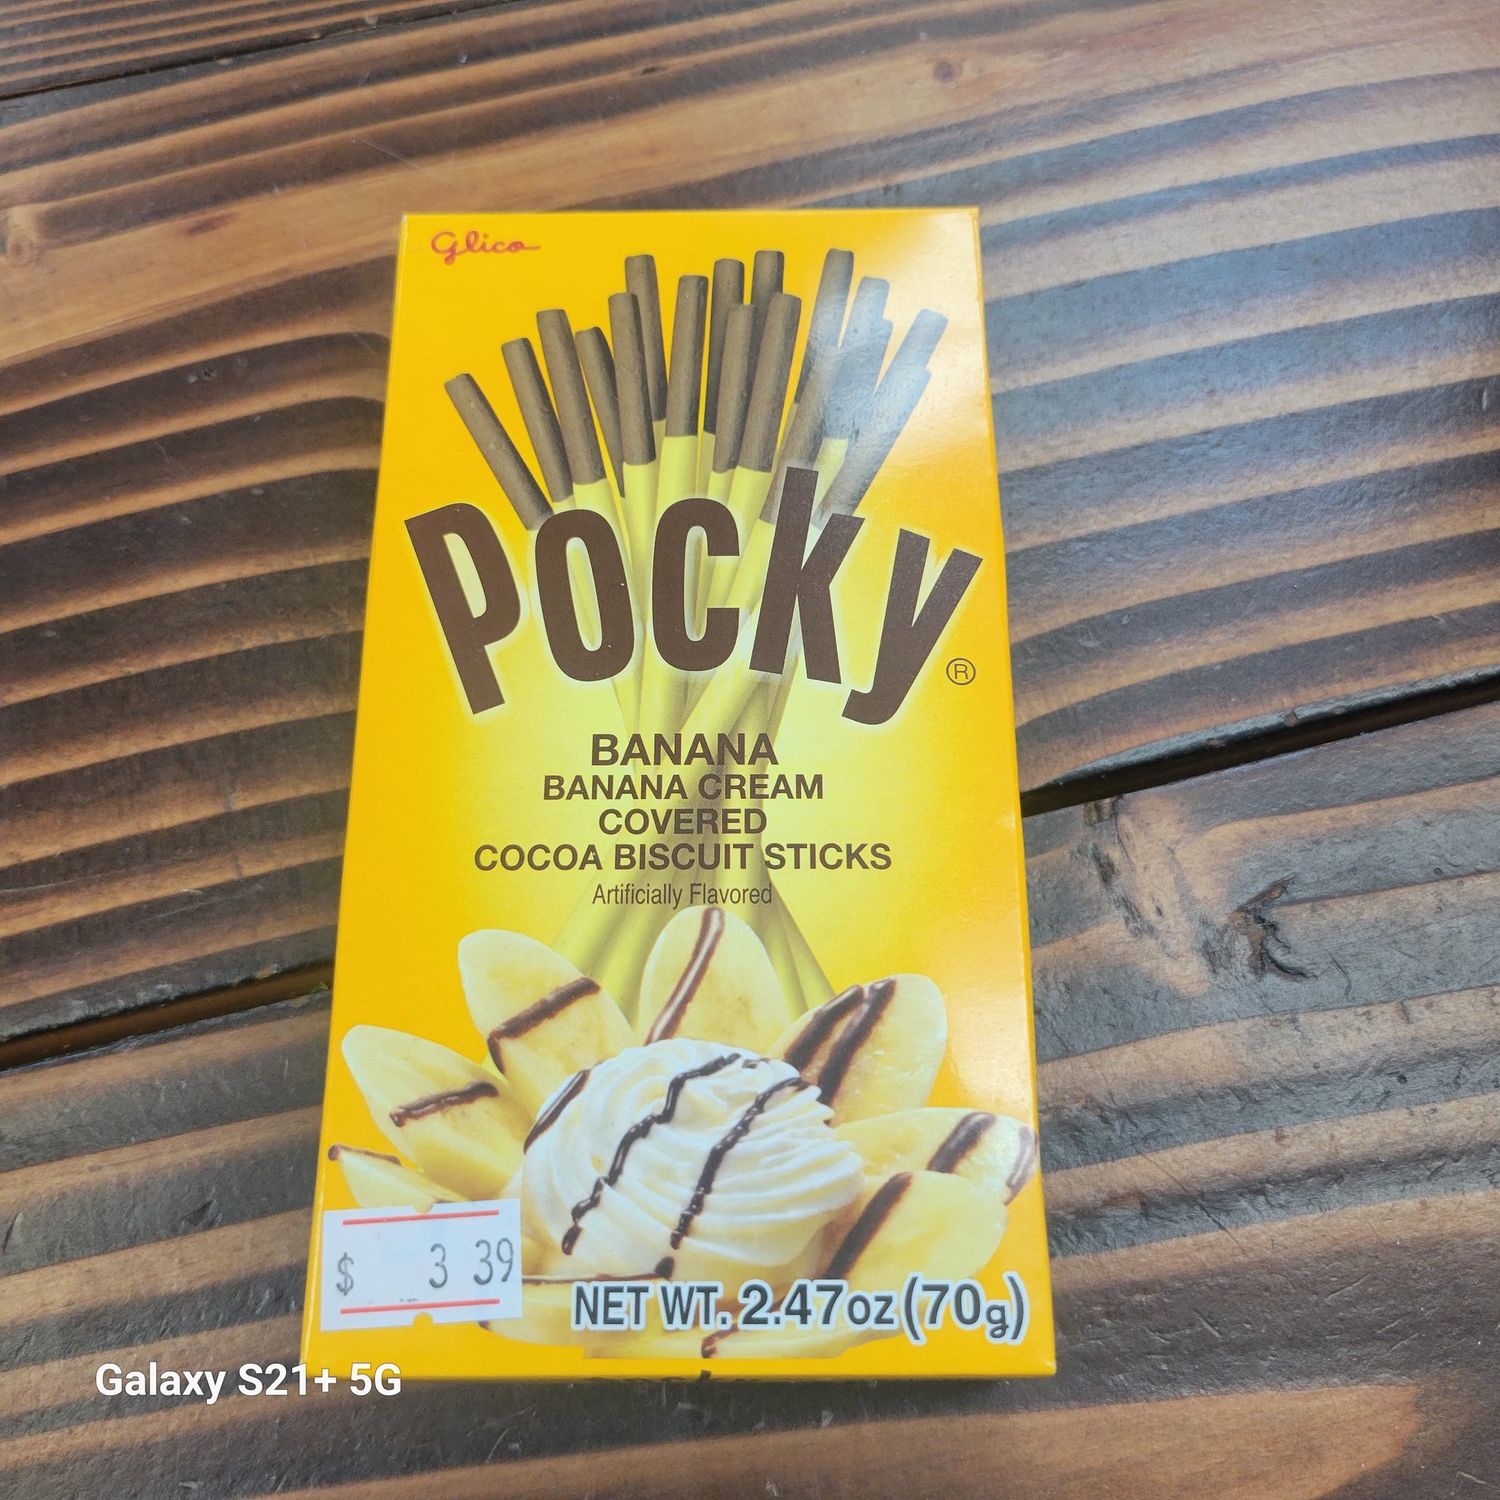 Glico
Pocky®
BANANA
BANANA CREAM
COVERED
COCOA BISCUIT STICKS
Artificially Flavored
$ 3 39
NET WT. 2.47oz (70g)
Galaxy S21+ 5G